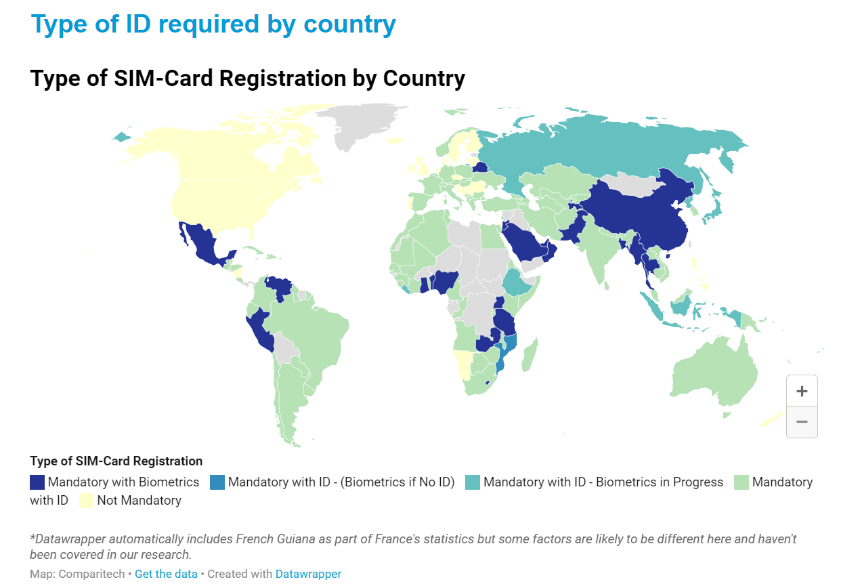 Type of ID required by country
Type of SIM-Card Registration by Country
+
−
Type of SIM-Card Registration
Mandatory with Biometrics Mandatory with ID - (Biometrics if No ID) Mandatory with ID - Biometrics in Progress Mandatory
with ID Not Mandatory
*Datawrapper automatically includes French Guiana as part of France's statistics but some factors are likely to be different here and haven't
been covered in our research.
Map: Comparitech • Get the data • Created with Datawrapper